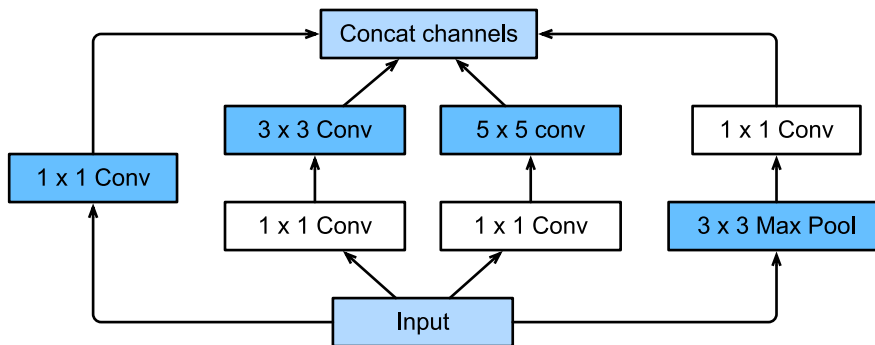 Concat channels
3 x 3 Conv
5 x 5 conv
1 x 1 Conv
1 x 1 Conv
1 x 1 Conv
1 x 1 Conv
3 x 3 Max Pool
Input